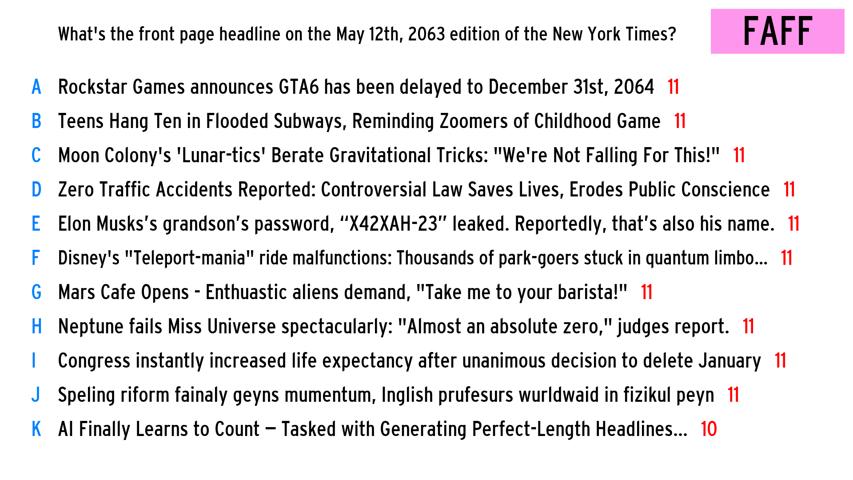 What's the front page headline on the May 12th, 2063 edition of the New York Times?
FAFF
A Rockstar Games announces GTA6 has been delayed to December 31st, 2064 11
B Teens Hang Ten in Flooded Subways, Reminding Zoomers of Childhood Game 11
C Moon Colony's 'Lunar-tics' Berate Gravitational Tricks: "We're Not Falling For This!" 11
D Zero Traffic Accidents Reported: Controversial Law Saves Lives, Erodes Public Conscience 11
E Elon Musks’s grandson’s password, “X42XAH-23” leaked. Reportedly, that’s also his name. 11
F Disney's "Teleport-mania" ride malfunctions: Thousands of park-goers stuck in quantum limbo... 11
G Mars Cafe Opens - Enthuastic aliens demand, "Take me to your barista!" 11
H Neptune fails Miss Universe spectacularly: "Almost an absolute zero," judges report. 11
I Congress instantly increased life expectancy after unanimous decision to delete January 11
J Speling riform fainaly geyns mumentum, Inglish prufesurs wurldwaid in fizikul peyn 11
K AI Finally Learns to Count – Tasked with Generating Perfect-Length Headlines... 10